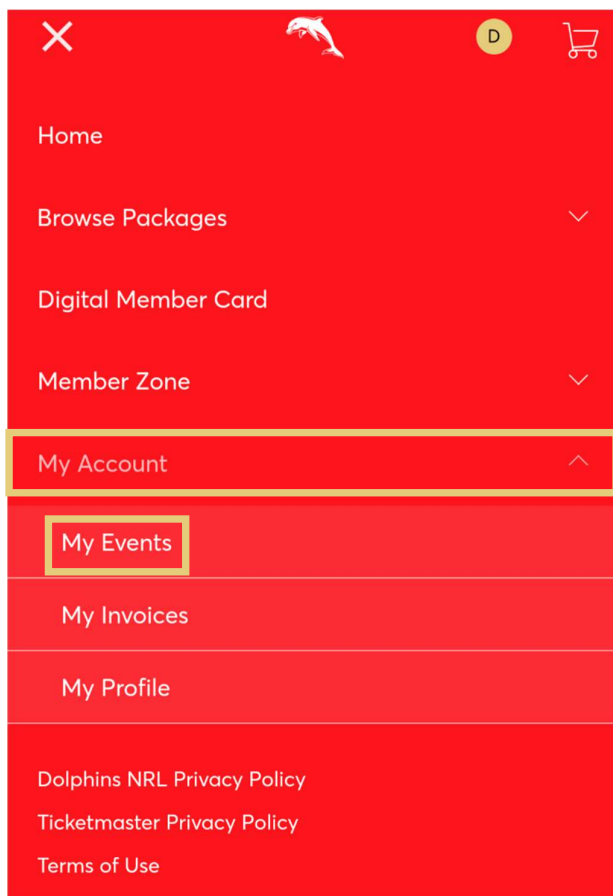 D
Home
Browse Packages
Digital Member Card
Member Zone
My Account
My Events
My Invoices
My Profile
Dolphins NRL Privacy Policy
Ticketmaster Privacy Policy
Terms of Use